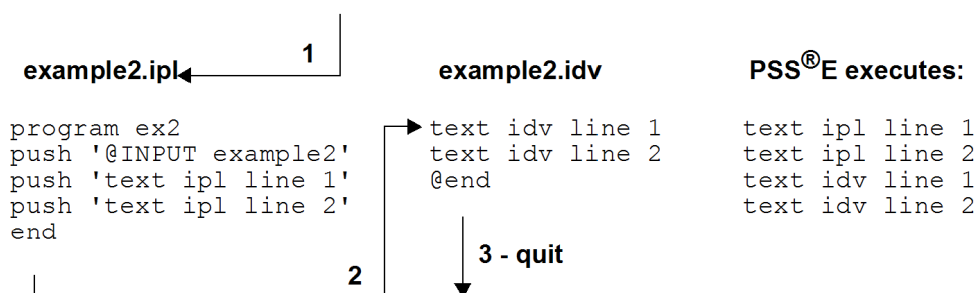 1
example2.ipl
example2.idv
PSS®E executes:
program ex2
push '@INPUT example2'
push 'text ipl line 1'
push 'text ipl line 2'
end
text idv line 1
text idv line 2
@end
text ipl line 1
text ipl line 2
text idv line 1
text idv line 2
3 - quit
2